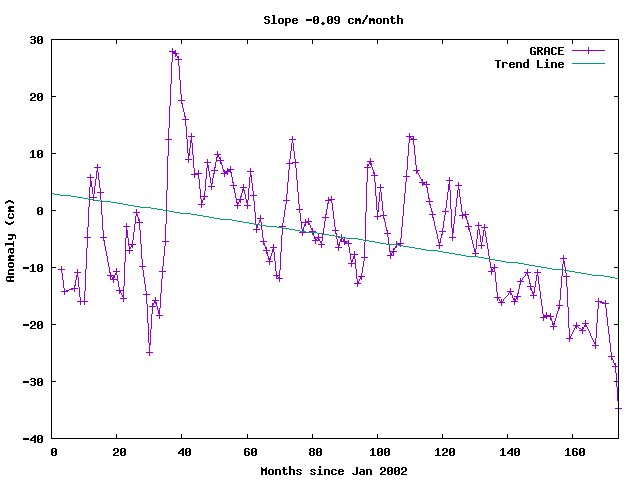 Slope -0.09 cm/month
GRACE
Trend Line
30
20
10
0
-10
-20
-30
-40
Anomaly (cm)
0 20 40 60 80 100 120 140 160
Months since Jan 2002